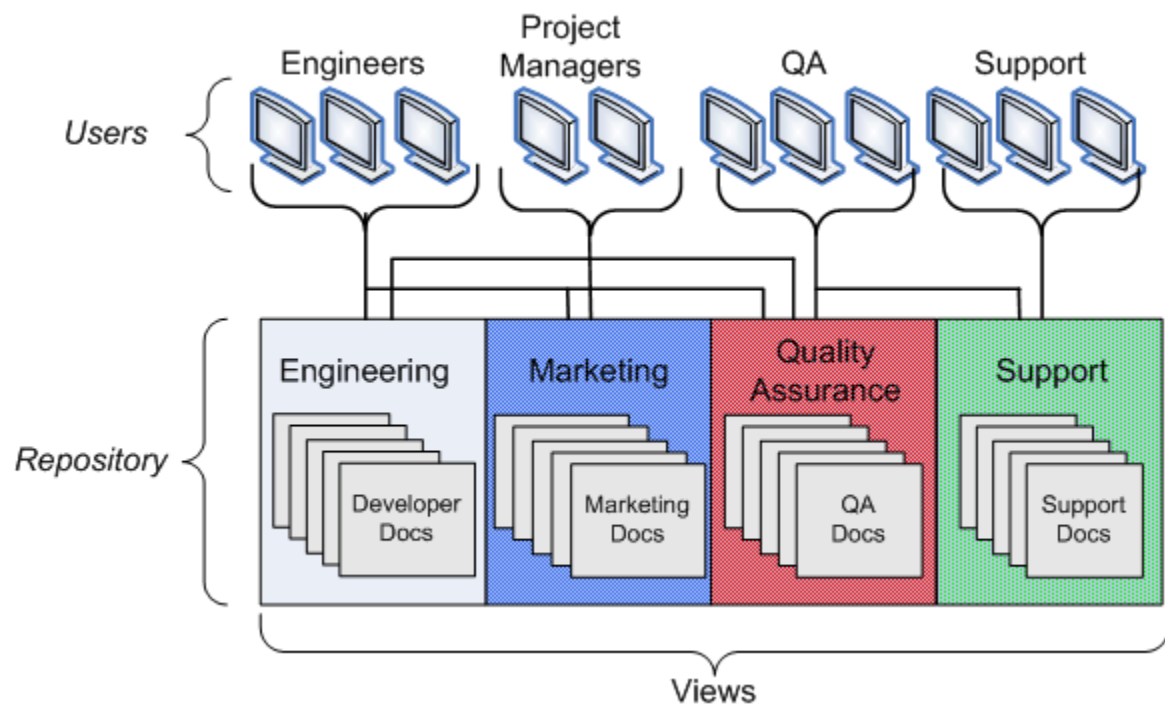 Engineers
Project
Managers
QA
Support
Users
Engineering
Marketing
Quality
Assurance
Support
Repository
Developer
Docs
Marketing
Docs
QA
Docs
Support
Docs
Views